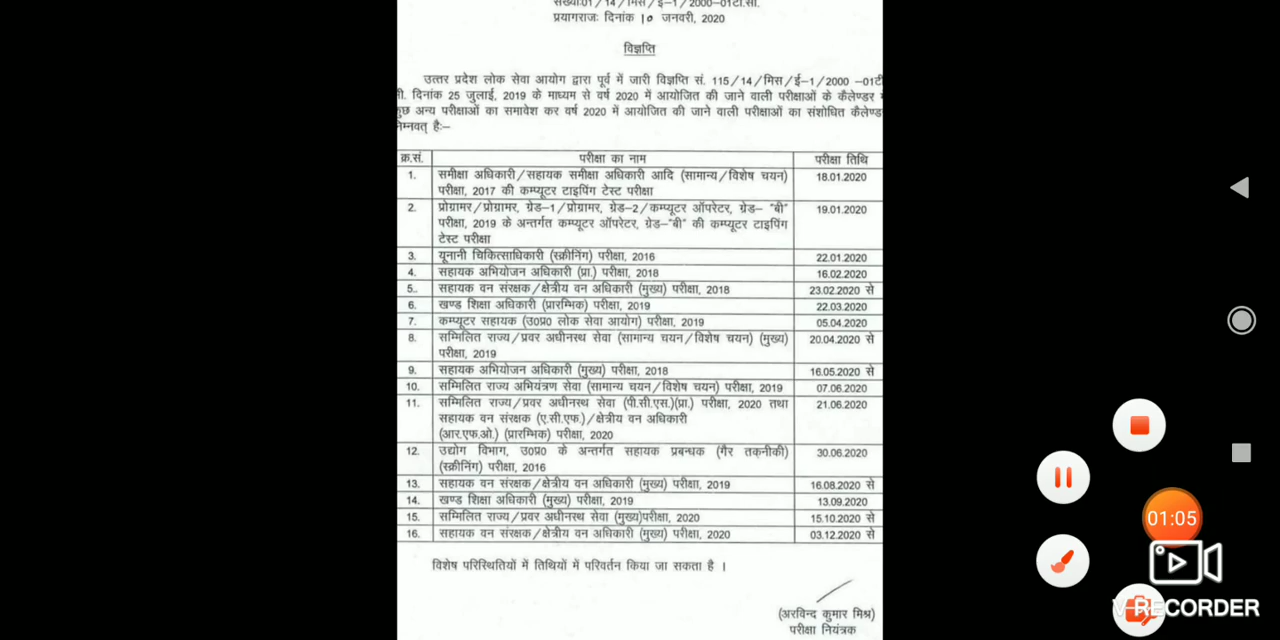 संख्या:01/14/मिस/ई-1/2000-01टी.सी.
प्रयागराजः दिनांक 10 जनवरी, 2020
विज्ञप्ति
उत्तर प्रदेश लोक सेवा आयोग द्वारा पूर्व में जारी विज्ञप्ति सं. 115/14/मिस/ई-1/2000 -01टी
सी. दिनांक 25 जुलाई, 2019 के माध्यम से वर्ष 2020 में आयोजित की जाने वाली परीक्षाओं के कैलेण्डर
कुछ अन्य परीक्षाओं का समावेश कर वर्ष 2020 में आयोजित की जाने वाली परीक्षाओं का संशोधित कैलेण्ड
निम्नवत् हैः-
क्र.सं. परीक्षा का नाम परीक्षा तिथि
1. समीक्षा अधिकारी/सहायक समीक्षा अधिकारी आदि (सामान्य/विशेष चयन) 18.01.2020
परीक्षा, 2017 की कम्प्यूटर टाइपिंग टेस्ट परीक्षा
2. प्रोग्रामर/प्रोग्रामर, ग्रेड-1/प्रोग्रामर, ग्रेड-2/कम्प्यूटर ऑपरेटर, ग्रेड- "बी" 19.01.2020
परीक्षा, 2019 के अन्तर्गत कम्प्यूटर ऑपरेटर, ग्रेड-"बी" की कम्प्यूटर टाइपिंग
टेस्ट परीक्षा
3. यूनानी चिकित्साधिकारी (स्क्रीनिंग) परीक्षा, 2016 22.01.2020
4. सहायक अभियोजन अधिकारी (प्रा.) परीक्षा, 2018 16.02.2020
5.. सहायक वन संरक्षक/क्षेत्रीय वन अधिकारी (मुख्य) परीक्षा, 2018 23.02.2020 से
6. खण्ड शिक्षा अधिकारी (प्रारम्भिक) परीक्षा, 2019 22.03.2020
7. कम्प्यूटर सहायक (उ0प्र0 लोक सेवा आयोग) परीक्षा, 2019 05.04.2020
8. सम्मिलित राज्य/प्रवर अधीनस्थ सेवा (सामान्य चयन/विशेष चयन) (मुख्य) 20.04.2020 से
परीक्षा, 2019
9. सहायक अभियोजन अधिकारी (मुख्य) परीक्षा, 2018 16.05.2020 से
10. सम्मिलित राज्य अभियंत्रण सेवा (सामान्य चयन/विशेष चयन) परीक्षा, 2019 07.06.2020
11. सम्मिलित राज्य/प्रवर अधीनस्थ सेवा (पी.सी.एस.)(प्रा.) परीक्षा, 2020 तथा 21.06.2020
सहायक वन संरक्षक (ए.सी.एफ.)/क्षेत्रीय वन अधिकारी
(आर.एफ.ओ.) (प्रारम्भिक) परीक्षा, 2020
12. उद्योग विभाग, उ0प्र0 के अन्तर्गत सहायक प्रबन्धक (गैर तकनीकी) 30.06.2020
(स्क्रीनिंग) परीक्षा, 2016
13. सहायक वन संरक्षक/क्षेत्रीय वन अधिकारी (मुख्य) परीक्षा, 2019 16.08.2020 से
14. खण्ड शिक्षा अधिकारी (मुख्य) परीक्षा, 2019 13.09.2020
15. सम्मिलित राज्य/प्रवर अधीनस्थ सेवा (मुख्य)परीक्षा, 2020 15.10.2020 से
16. सहायक वन संरक्षक/क्षेत्रीय वन अधिकारी (मुख्य) परीक्षा, 2020 03.12.2020 से
विशेष परिस्थितियों में तिथियों में परिवर्तन किया जा सकता है ।
(अरविन्द कुमार मिश्र)
परीक्षा नियंत्रक
01:05
V RECORDER